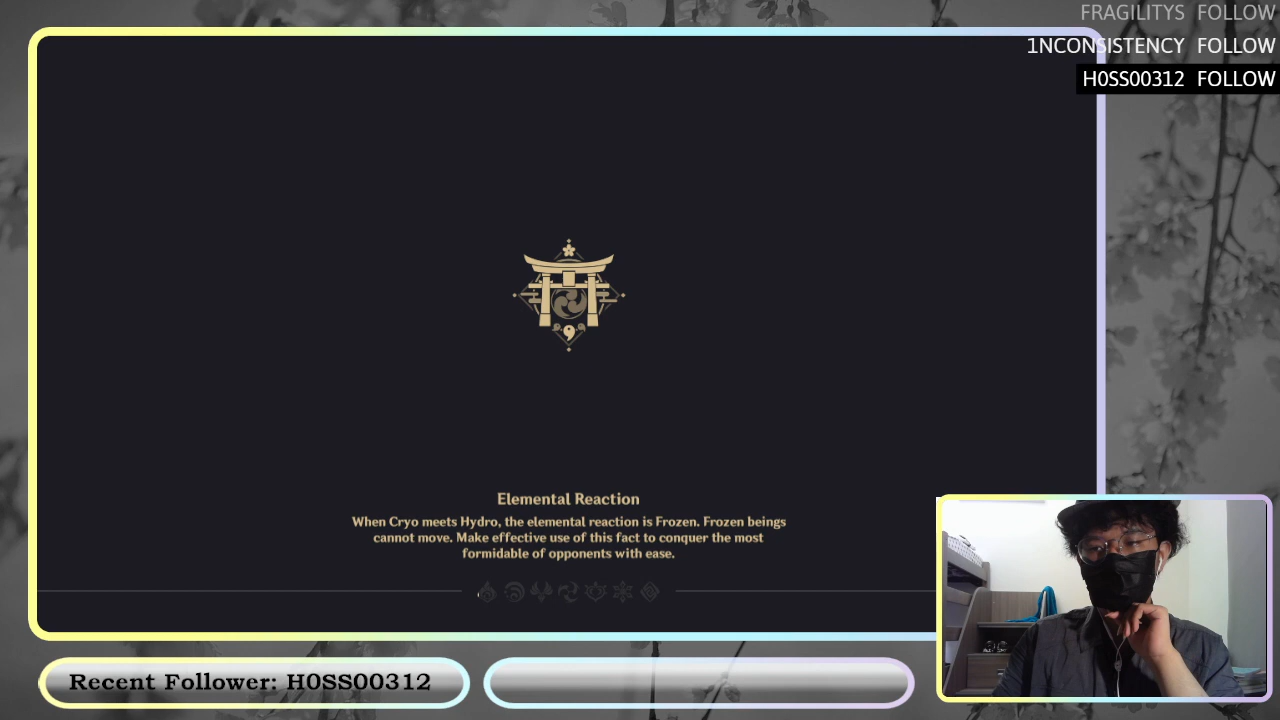 FRAGILITYS FOLLOW
1NCONSISTENCY FOLLOW
H0SS00312 FOLLOW
Elemental Reaction
When Cryo meets Hydro, the elemental reaction is Frozen. Frozen beings
cannot move. Make effective use of this fact to conquer the most
formidable of opponents with ease.
Recent Follower: H0SS00312